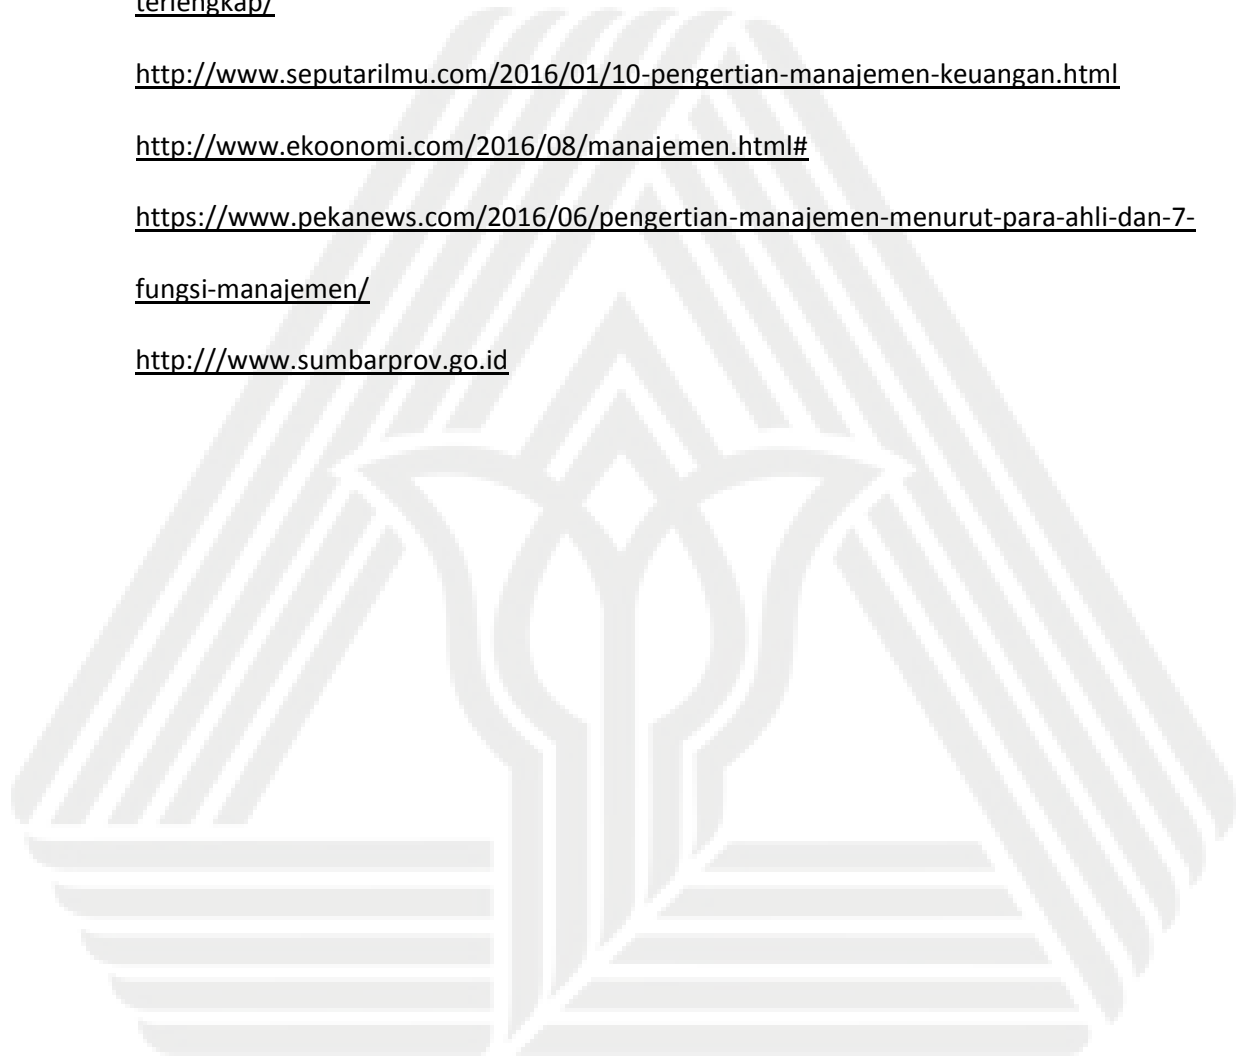 terlengkap/
http://www.seputarilmu.com/2016/01/10-pengertian-manajemen-keuangan.html
http://www.ekoonomi.com/2016/08/manajemen.html#
https://www.pekanews.com/2016/06/pengertian-manajemen-menurut-para-ahli-dan-7-
fungsi-manajemen/
http:///www.sumbarprov.go.id